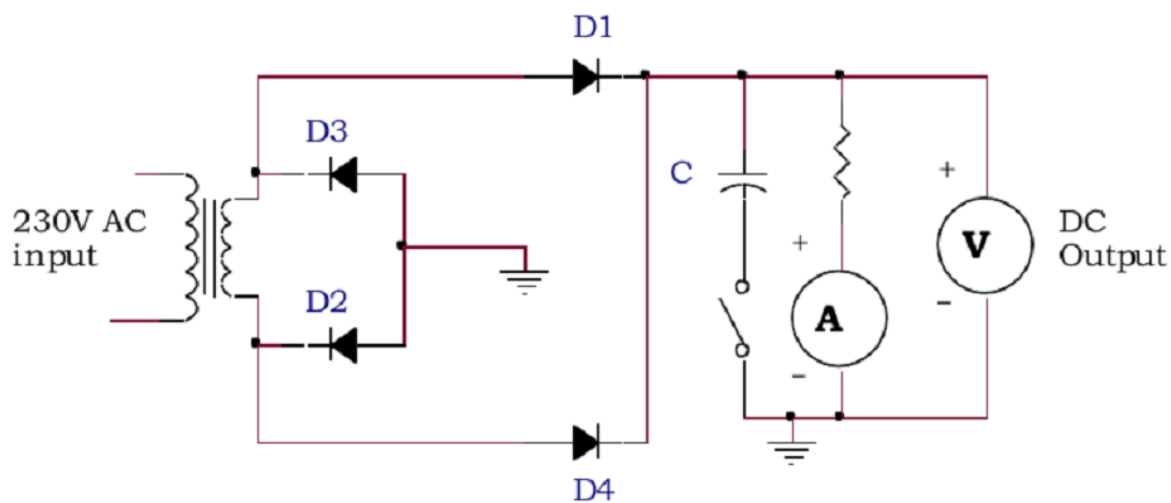 D1
D3
230V AC
input
D2
D4
C
+
A
-
+
V
-
DC
Output